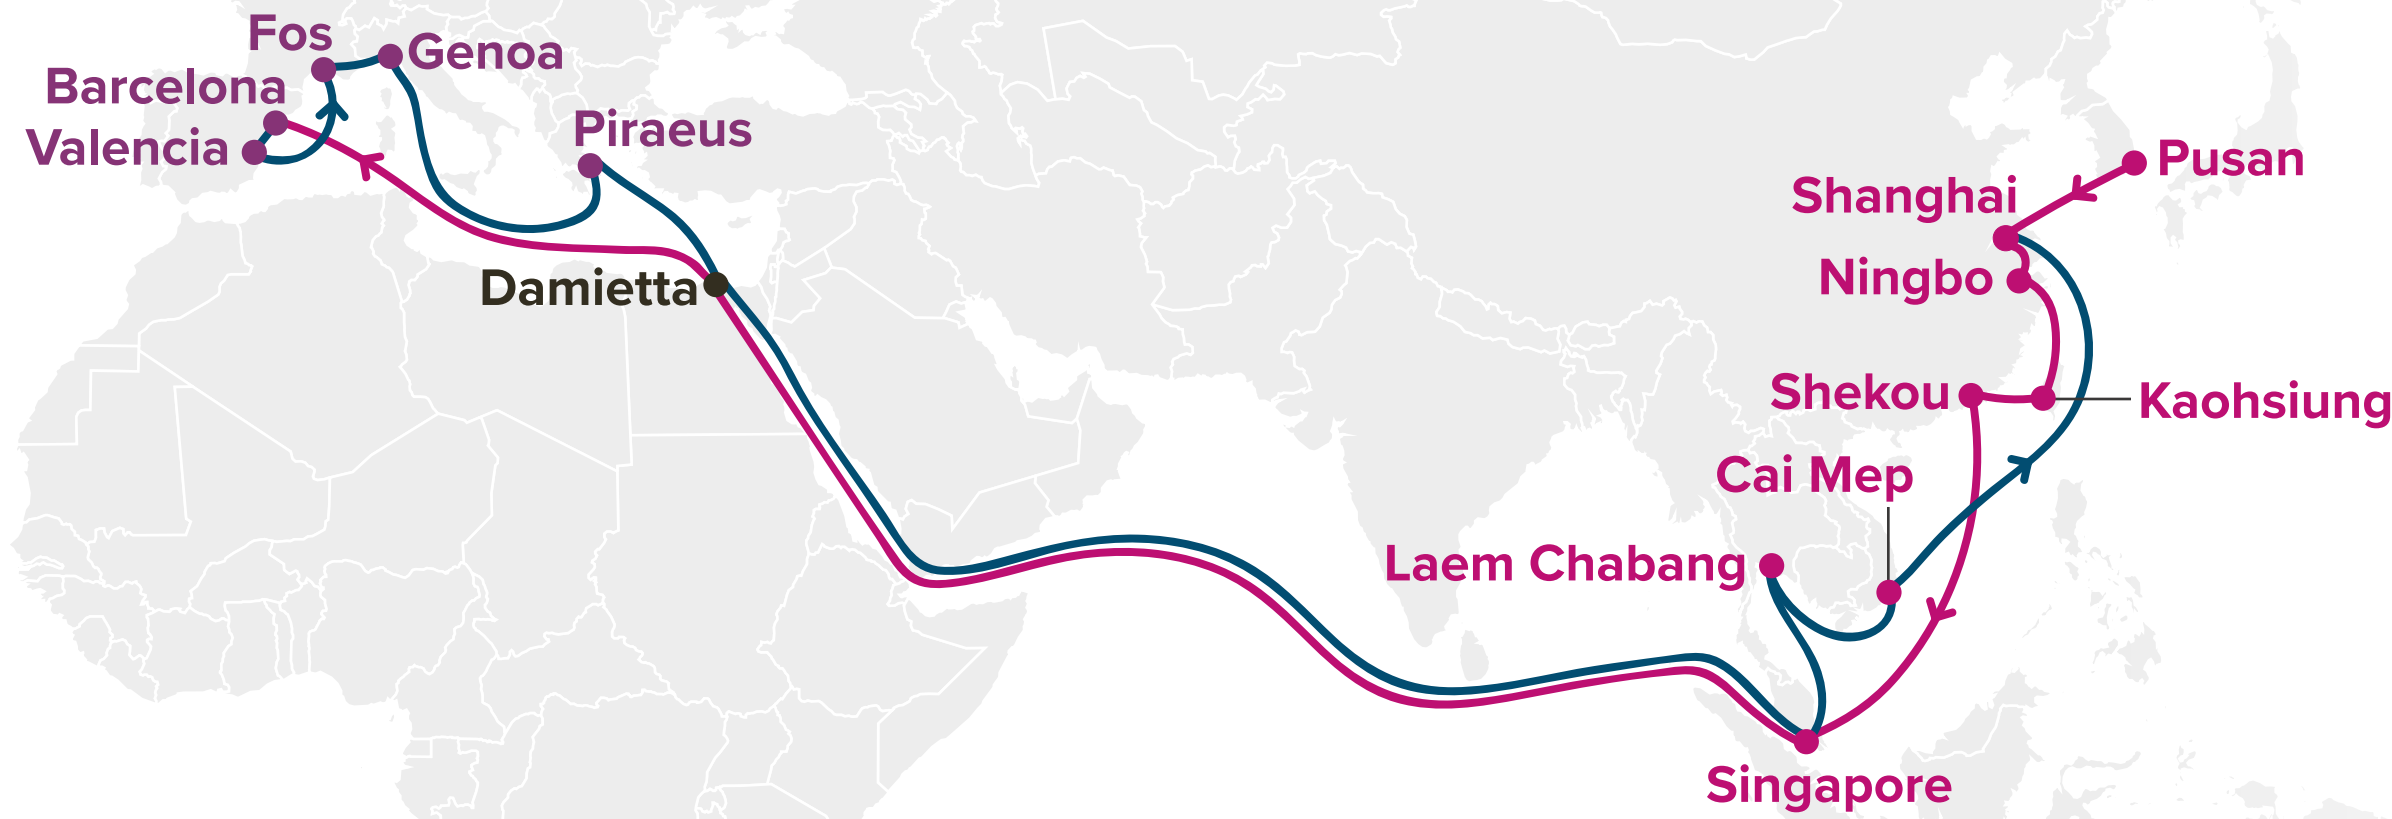 Fos
Genoa
Barcelona
Valencia
Piraeus
Damietta
Pusan
Shanghai
Ningbo
Shekou
Kaohsiung
Cai Mep
Laem Chabang
Singapore